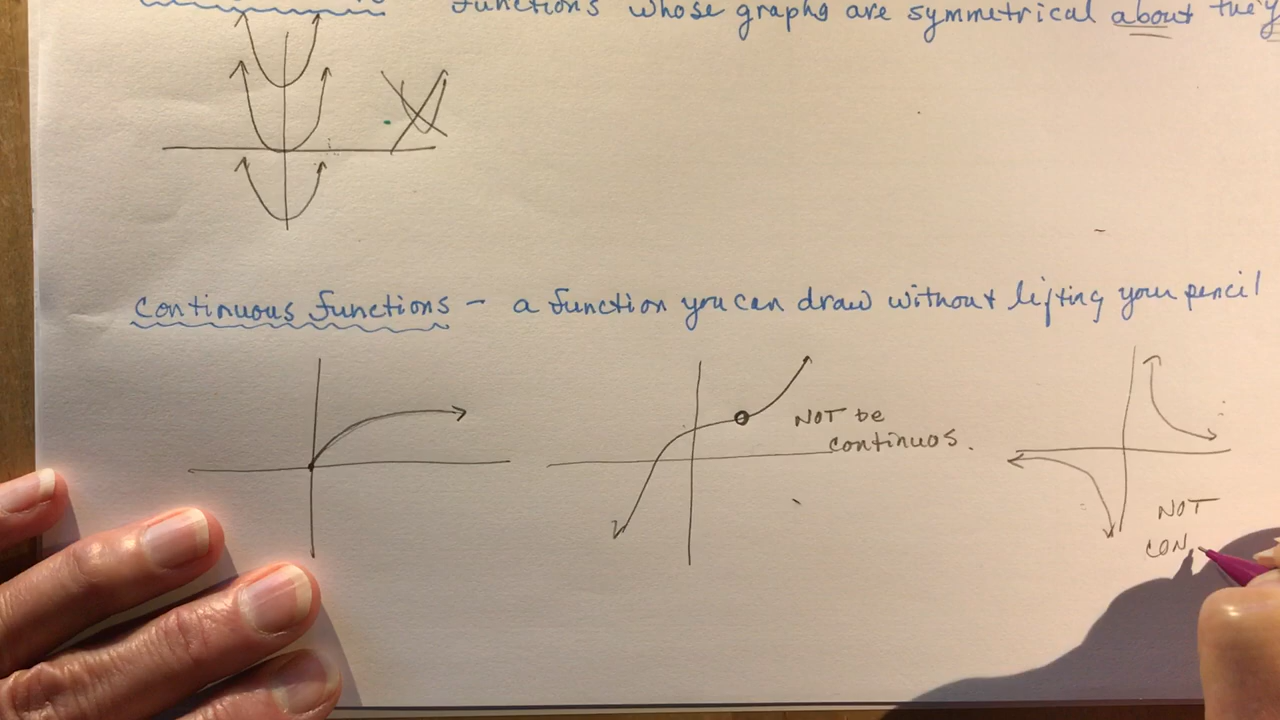 functions whose graphs are symmetrical about the y
continuous functions - a function you can draw without lifting your pencil
NOT be
continuos.
NOT
CON